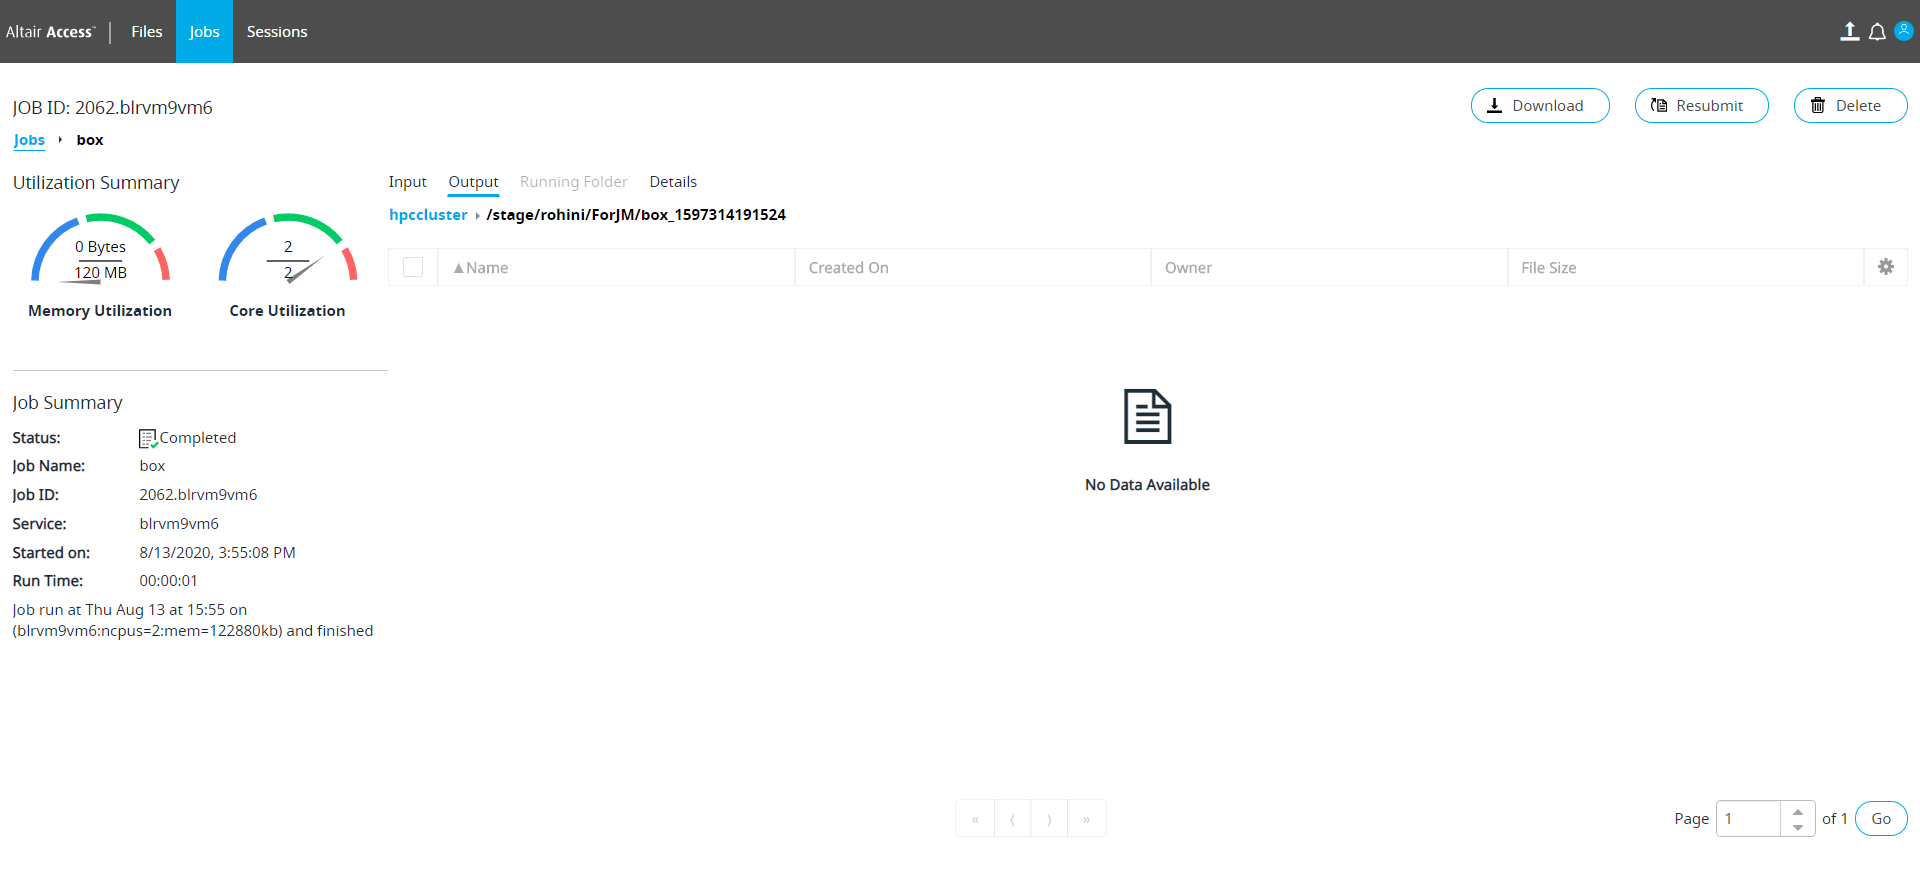 Altair Access™ | Files Jobs Sessions
JOB ID: 2062.blrvm9vm6
Download Resubmit Delete
Jobs box
Utilization Summary
0 Bytes
120 MB
Memory Utilization
2
2
Core Utilization
Job Summary
Status: Completed
Job Name: box
Job ID: 2062.blrvm9vm6
Service: blrvm9vm6
Started on: 8/13/2020, 3:55:08 PM
Run Time: 00:00:01
Job run at Thu Aug 13 at 15:55 on
(blrvm9vm6:ncpus=2:mem=122880kb) and finished
Input Output Running Folder Details
hpccluster /stage/rohini/ForJM/box_1597314191524
▲Name Created On Owner File Size
No Data Available
« ⟨ ⟩ »
Page 1 of 1 Go